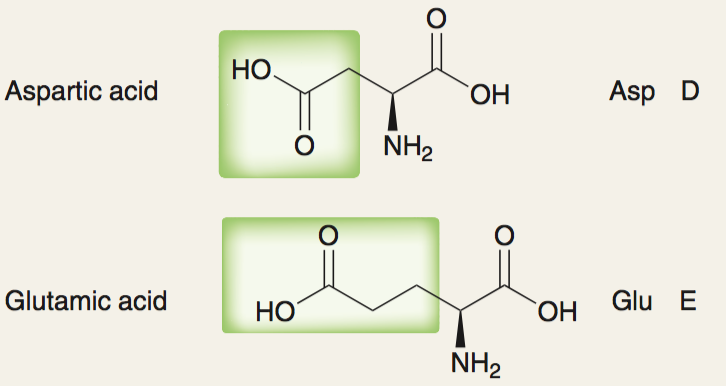 O
HO
Aspartic acid
OH
Asp D
O
NH₂
O
O
Glutamic acid
HO
OH
Glu E
NH₂